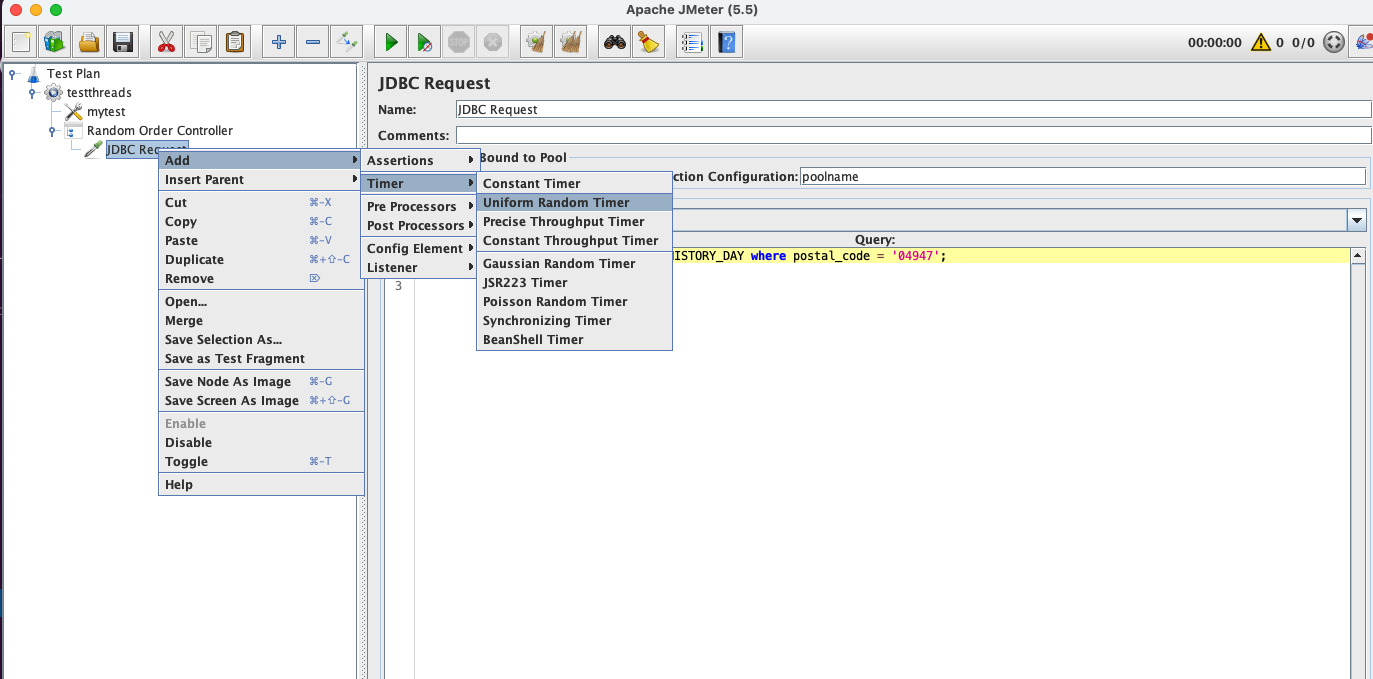 Apache JMeter (5.5)
STOP
00:00:00 0 0/0
Test Plan
testthreads
mytest
Random Order Controller
JDBC Request
Add
Insert Parent
Cut ⌘-X
Copy ⌘-C
Paste ⌘-V
Duplicate ⌘+⇧-C
Remove ⌦
Open...
Merge
Save Selection As...
Save as Test Fragment
Save Node As Image ⌘-G
Save Screen As Image ⌘+⇧-G
Enable
Disable
Toggle ⌘-T
Help
Assertions
Timer
Pre Processors
Post Processors
Config Element
Listener
Constant Timer
Uniform Random Timer
Precise Throughput Timer
Constant Throughput Timer
Gaussian Random Timer
JSR223 Timer
Poisson Random Timer
Synchronizing Timer
BeanShell Timer
JDBC Request
Name: JDBC Request
Comments:
Bound to Pool
ction Configuration: poolname
Query:
ISTORY_DAY where postal_code = '04947';
3